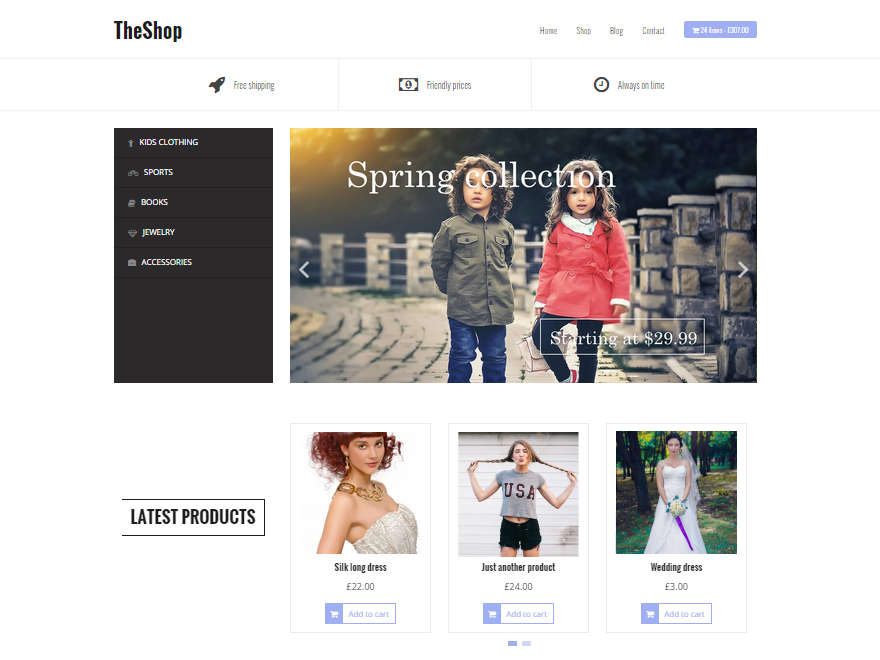 TheShop
Home Shop Blog Contact 24 items - £307.00
Free shipping Friendly prices Always on time
KIDS CLOTHING
SPORTS
BOOKS
JEWELRY
ACCESSORIES
Spring collection
Starting at $29.99
LATEST PRODUCTS
USA
Silk long dress Just another product Wedding dress
£22.00 £24.00 £3.00
Add to cart Add to cart Add to cart